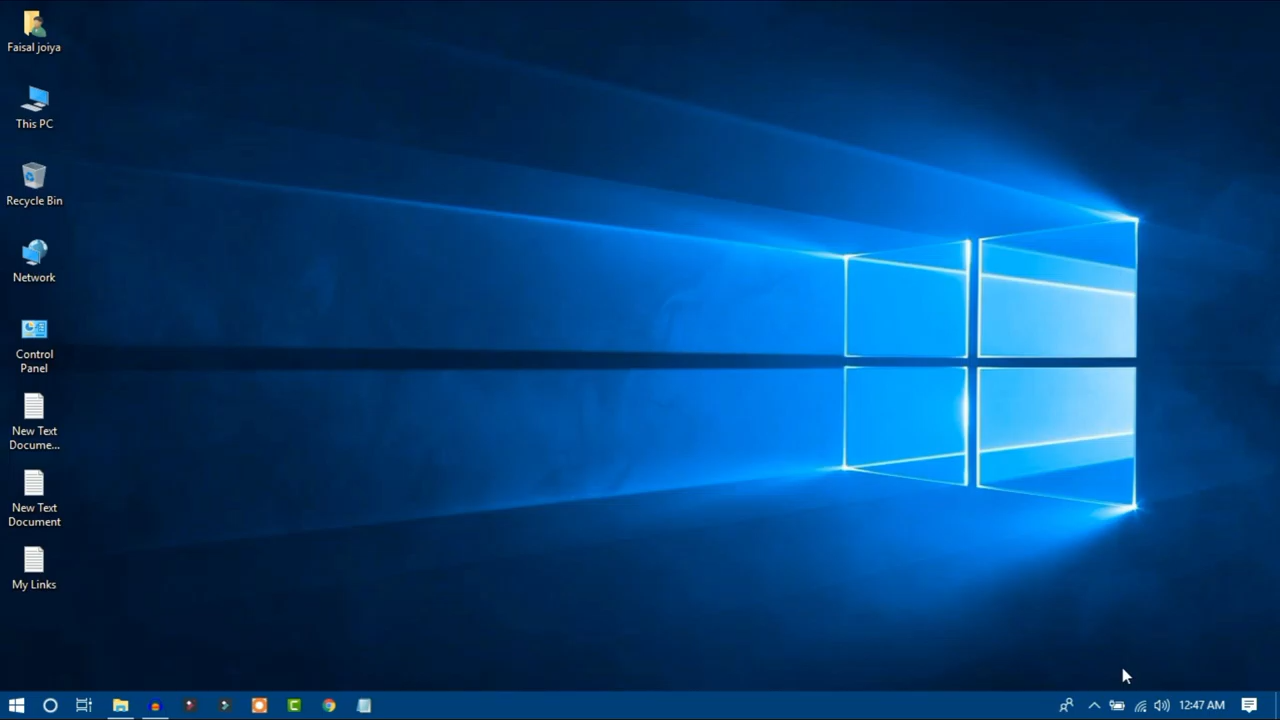 Faisal joiya
This PC
Recycle Bin
Network
Control
Panel
New Text
Docume...
New Text
Document
My Links
12:47 AM